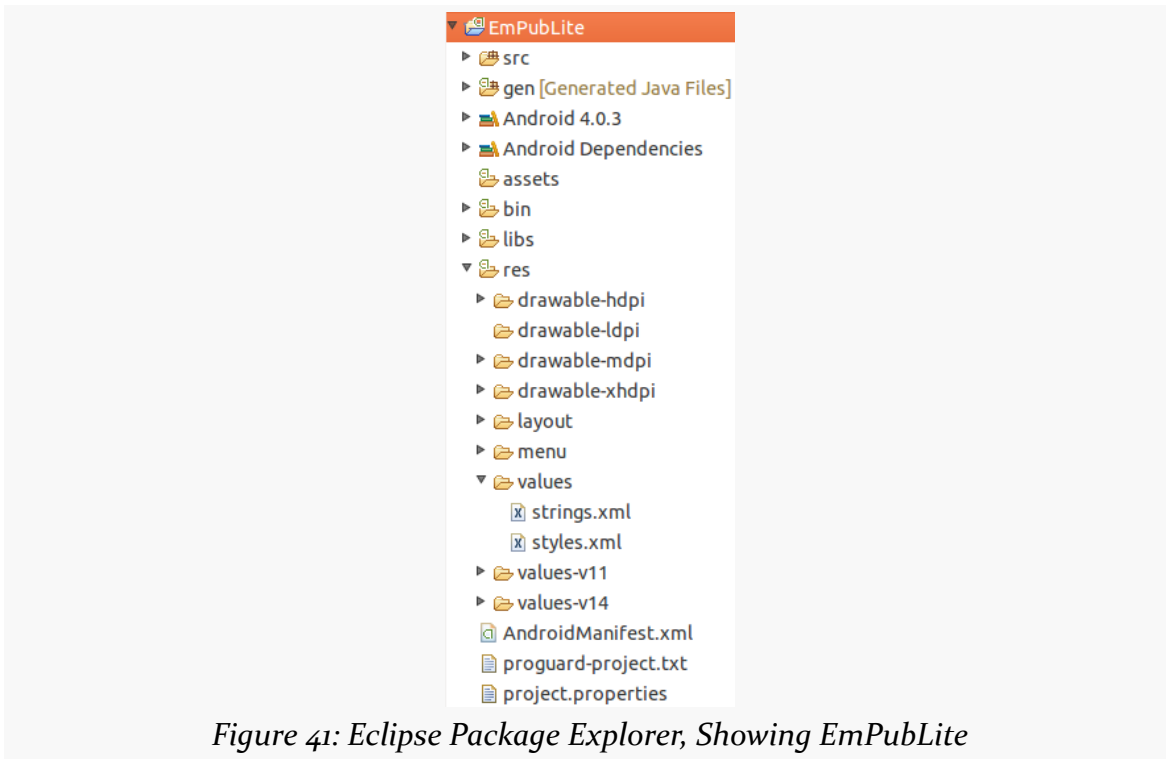 EmPubLite
src
gen [Generated Java Files]
Android 4.0.3
Android Dependencies
assets
bin
libs
res
drawable-hdpi
drawable-ldpi
drawable-mdpi
drawable-xhdpi
layout
menu
values
strings.xml
styles.xml
values-v11
values-v14
AndroidManifest.xml
proguard-project.txt
project.properties
Figure 41: Eclipse Package Explorer, Showing EmPubLite